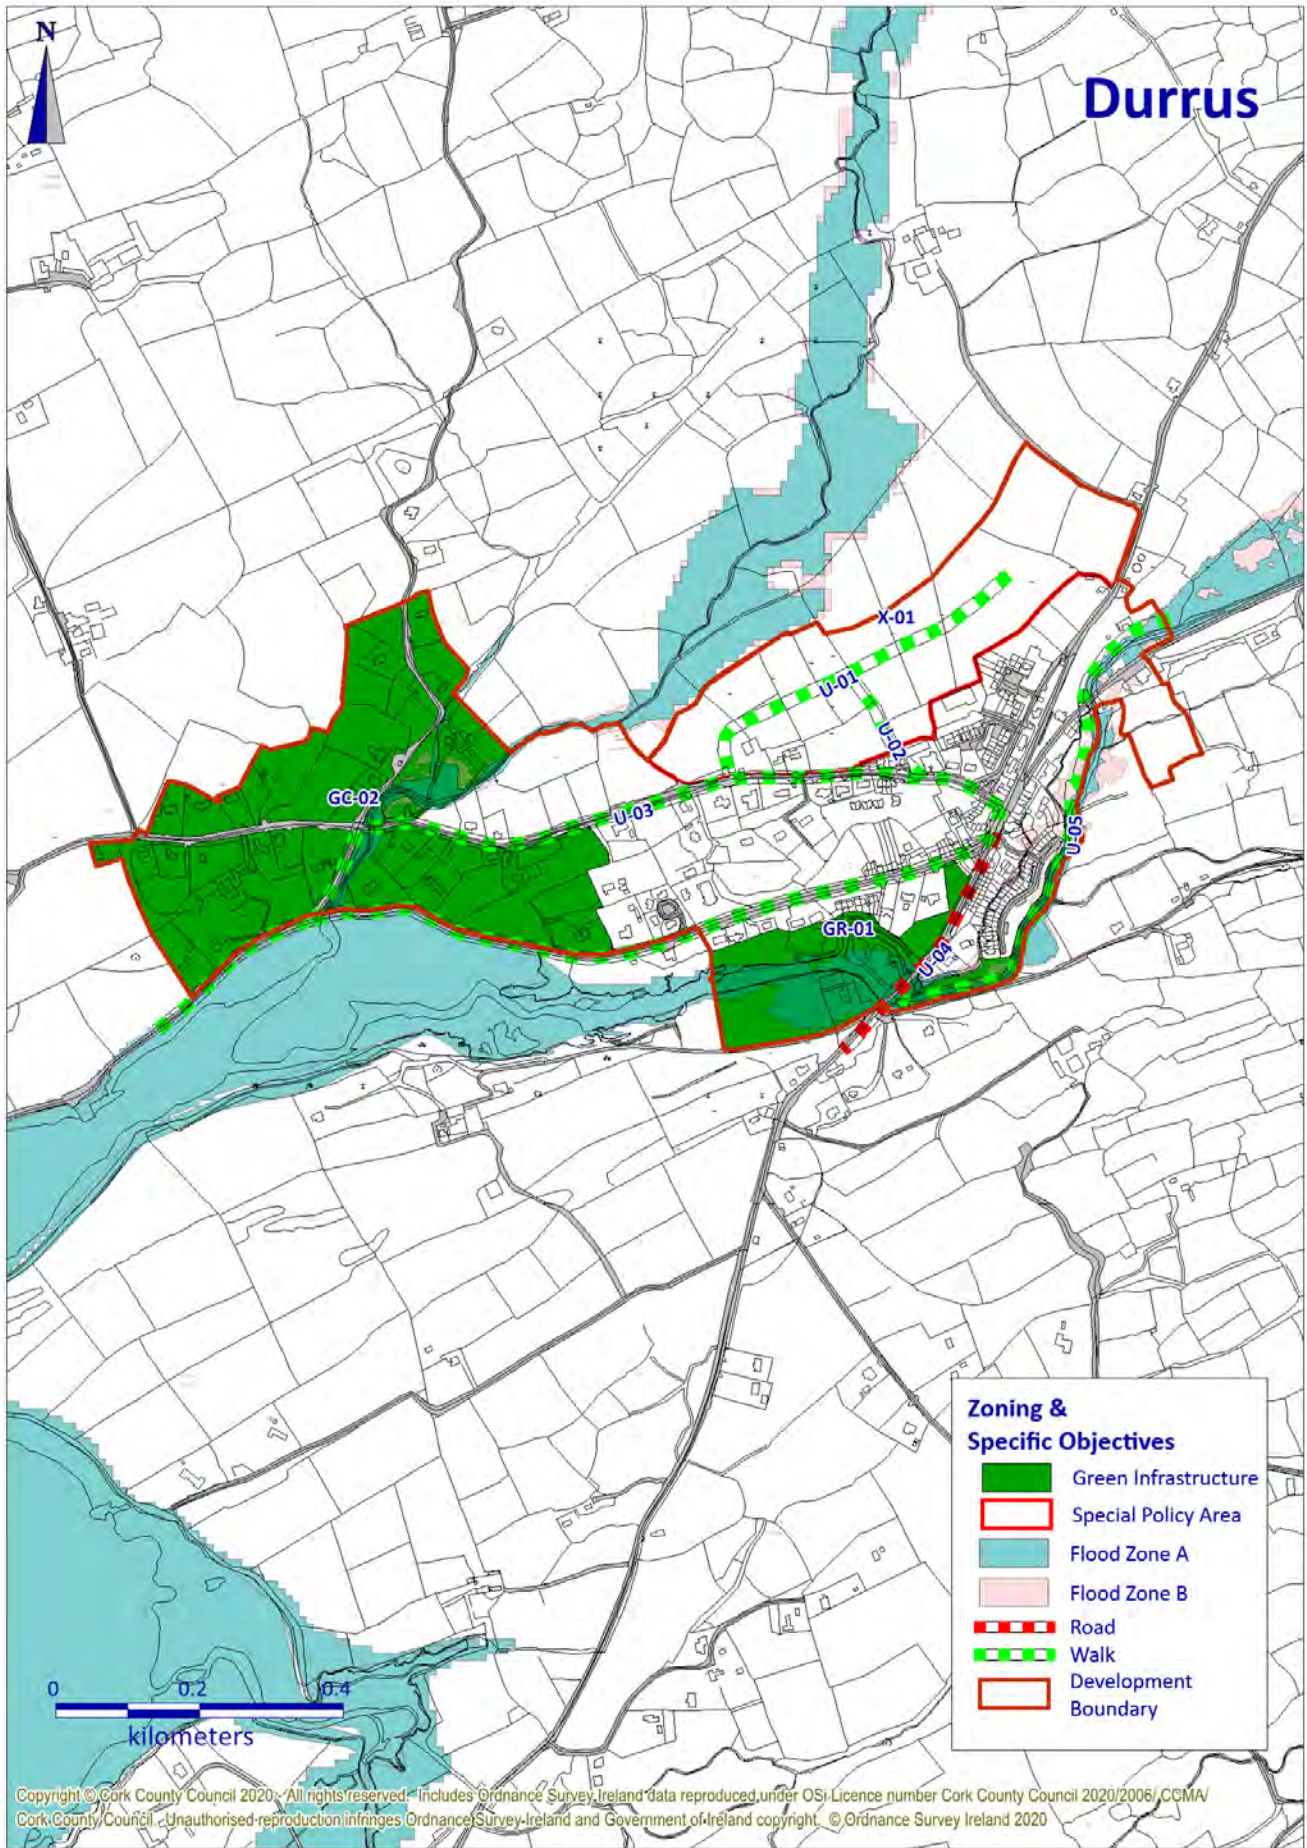 N
Durrus
X-01
U-01
U-02
GC-02
U-03
U-05
GR-01
U-04
Zoning &
Specific Objectives
Green Infrastructure
Special Policy Area
Flood Zone A
Flood Zone B
Road
Walk
Development
Boundary
0 0.2 0.4
kilometers
Copyright © Cork County Council 2020:- All rights reserved. Includes Ordnance Survey Ireland data reproduced under OSi Licence number Cork County Council 2020/2006/ CCMA/
Cork County Council. Unauthorised reproduction infringes Ordnance Survey Ireland and Government of Ireland copyright. © Ordnance Survey Ireland 2020